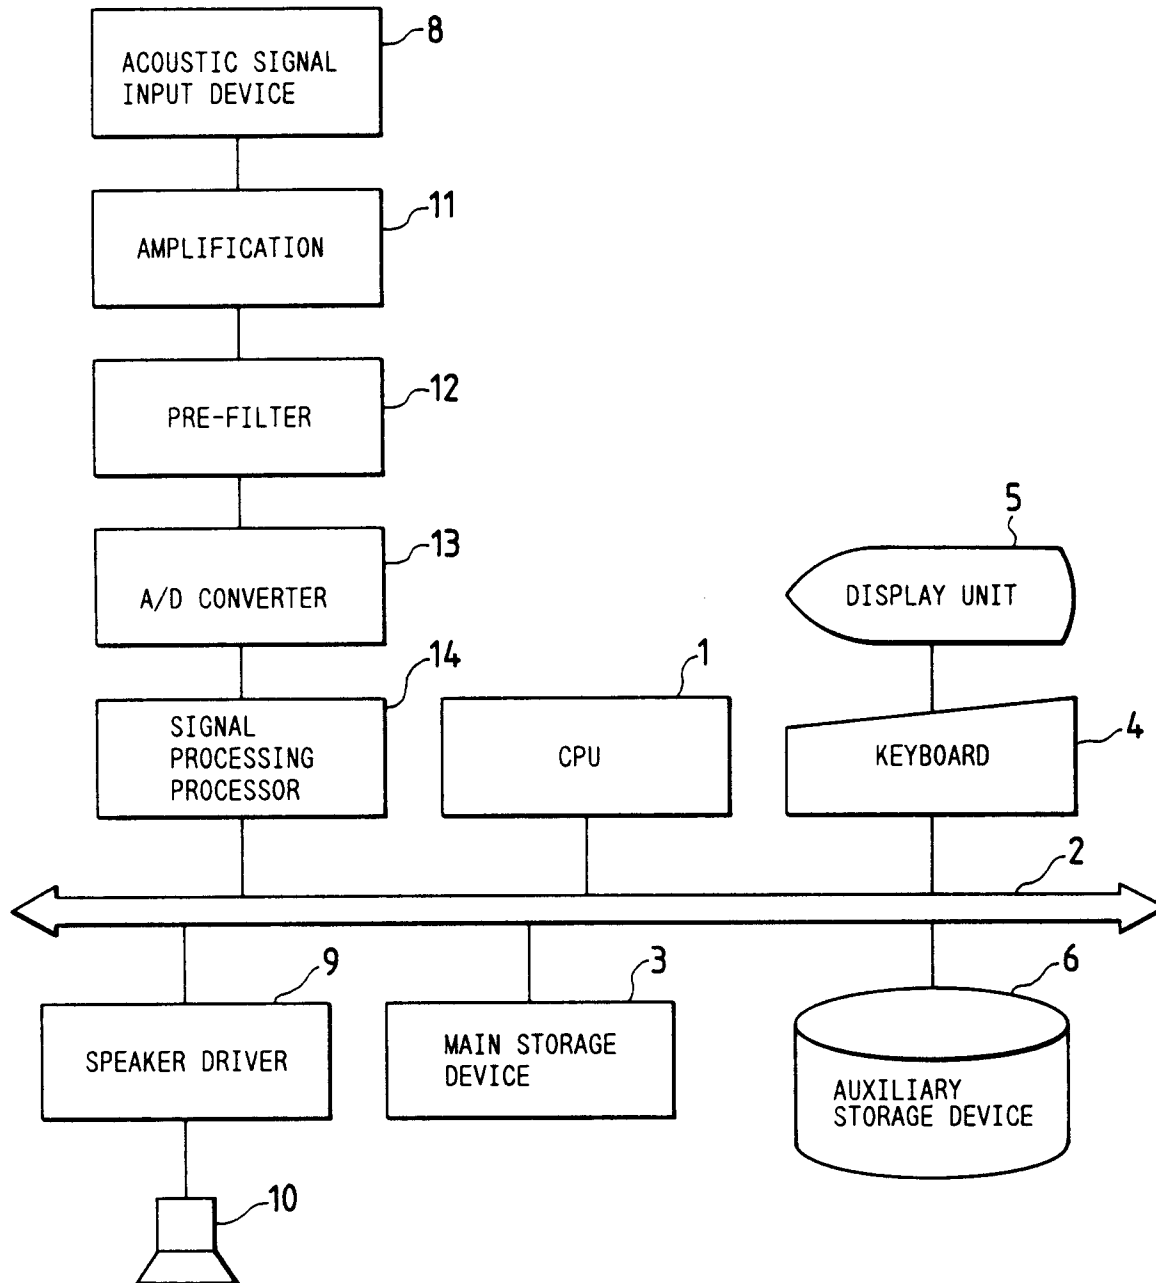 8
ACOUSTIC SIGNAL
INPUT DEVICE
11
AMPLIFICATION
12
PRE-FILTER
13
A/D CONVERTER
5
DISPLAY UNIT
14
SIGNAL
PROCESSING
PROCESSOR
1
CPU
4
KEYBOARD
2
9
SPEAKER DRIVER
3
MAIN STORAGE
DEVICE
6
AUXILIARY
STORAGE DEVICE
10